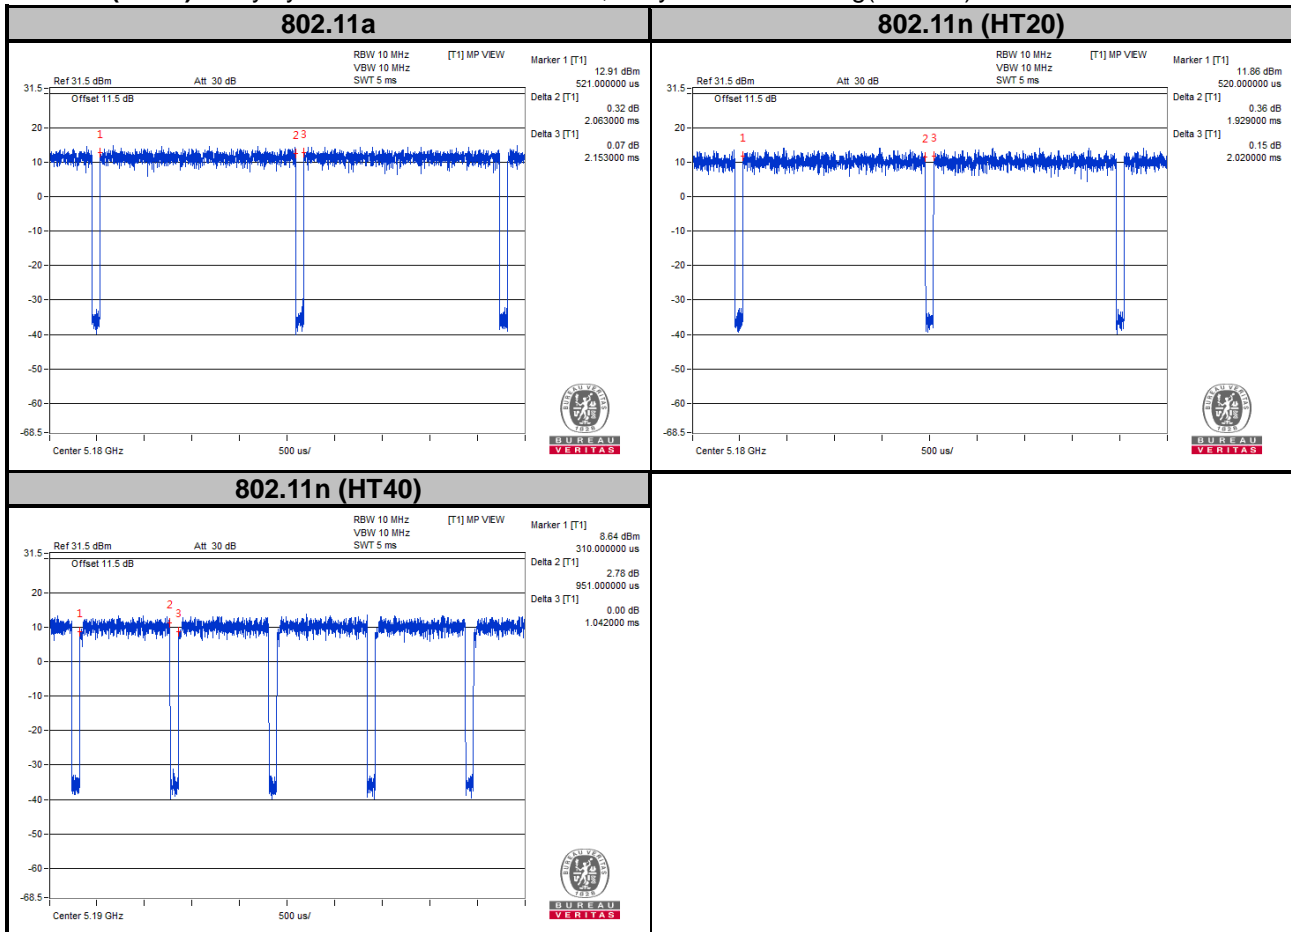 802.11a
RBW 10 MHz
[T1] MP VIEW
VBW 10 MHz
Ref 31.5 dBm
Att 30 dB
SWT 5 ms
Offset 11.5 dB
Marker 1 [T1]
12.91 dBm
521.000000 us
Delta 2 [T1]
0.32 dB
2.063000 ms
Delta 3 [T1]
0.07 dB
2.153000 ms
31.5
20
10
0
-10
-20
-30
-40
-50
-60
-68.5
1
2 3
Center 5.18 GHz
500 us/
1828
BUREAU
VERITAS
802.11n (HT20)
RBW 10 MHz
[T1] MP VIEW
VBW 10 MHz
Ref 31.5 dBm
Att 30 dB
SWT 5 ms
Offset 11.5 dB
Marker 1 [T1]
11.86 dBm
520.000000 us
Delta 2 [T1]
0.36 dB
1.929000 ms
Delta 3 [T1]
0.15 dB
2.020000 ms
31.5
20
10
0
-10
-20
-30
-40
-50
-60
-68.5
1
2 3
Center 5.18 GHz
500 us/
1828
BUREAU
VERITAS
802.11n (HT40)
RBW 10 MHz
[T1] MP VIEW
VBW 10 MHz
Ref 31.5 dBm
Att 30 dB
SWT 5 ms
Offset 11.5 dB
Marker 1 [T1]
8.64 dBm
310.000000 us
Delta 2 [T1]
2.78 dB
951.000000 us
Delta 3 [T1]
0.00 dB
1.042000 ms
31.5
20
10
0
-10
-20
-30
-40
-50
-60
-68.5
1
2
3
Center 5.19 GHz
500 us/
1828
BUREAU
VERITAS